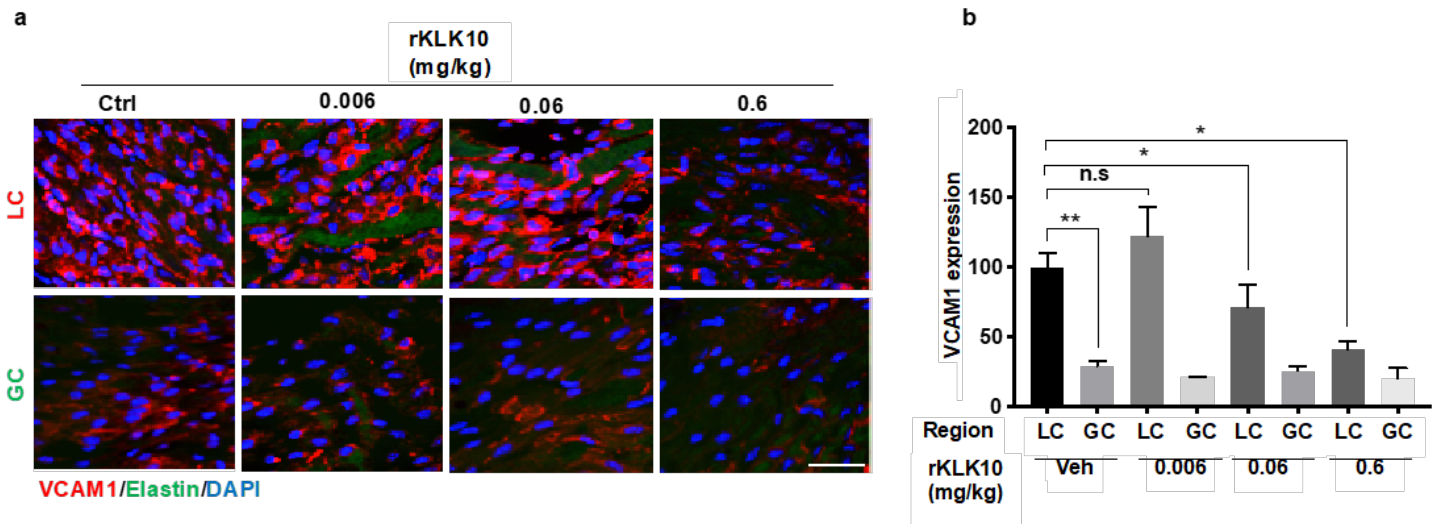 a
rKLK10
(mg/kg)
Ctrl 0.006 0.06 0.6
LC
GC
VCAM1/Elastin/DAPI
b
VCAM1 expression
200
150
100
50
0
*
*
n.s
**
Region LC GC LC GC LC GC LC GC
rKLK10
(mg/kg)
Veh 0.006 0.06 0.6